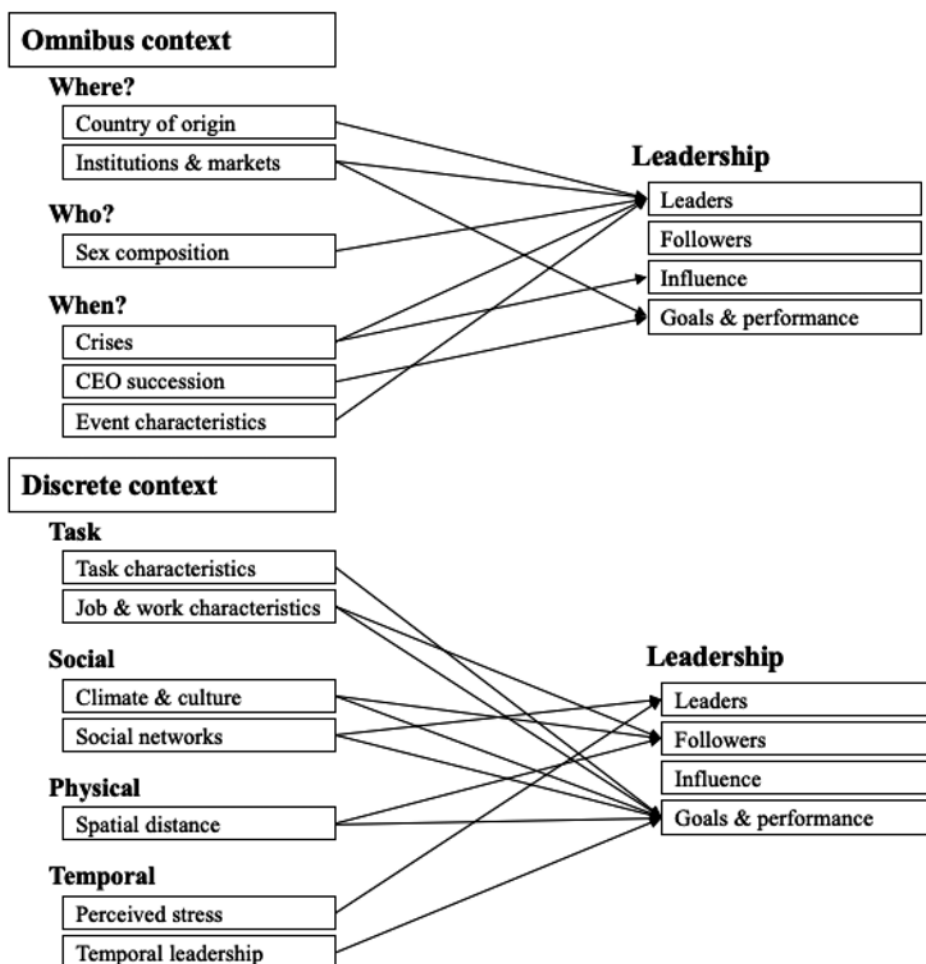 Omnibus context
Where?
Country of origin
Institutions & markets
Who?
Sex composition
When?
Crises
CEO succession
Event characteristics
Leadership
Leaders
Followers
Influence
Goals & performance
Discrete context
Task
Task characteristics
Job & work characteristics
Social
Climate & culture
Social networks
Physical
Spatial distance
Temporal
Perceived stress
Temporal leadership
Leadership
Leaders
Followers
Influence
Goals & performance